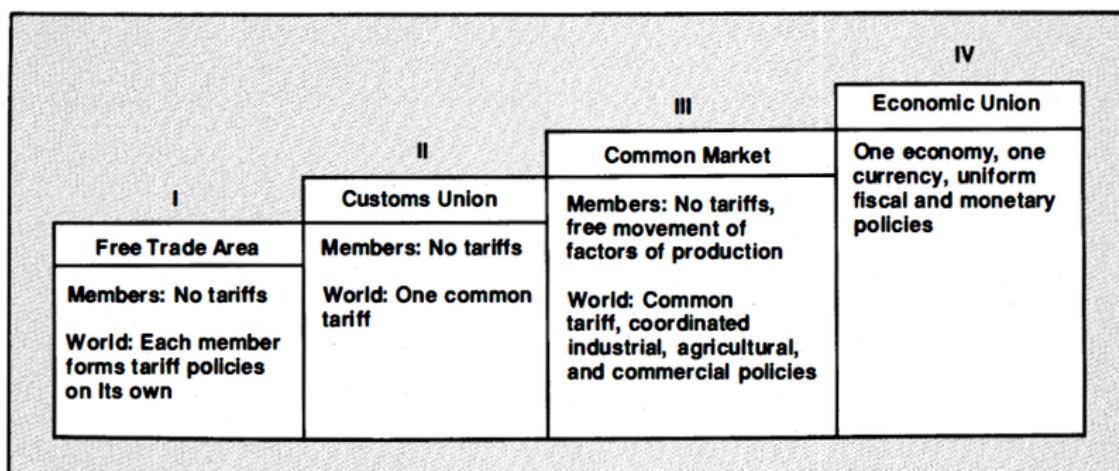 I
Free Trade Area
Members: No tariffs
World: Each member
forms tariff policies
on Its own
II
Customs Union
Members: No tariffs
World: One common
tariff
III
Common Market
Members: No tariffs,
free movement of
factors of production
World: Common
tariff, coordinated
industrial, agricultural,
and commercial policies
IV
Economic Union
One economy, one
currency, uniform
fiscal and monetary
policies